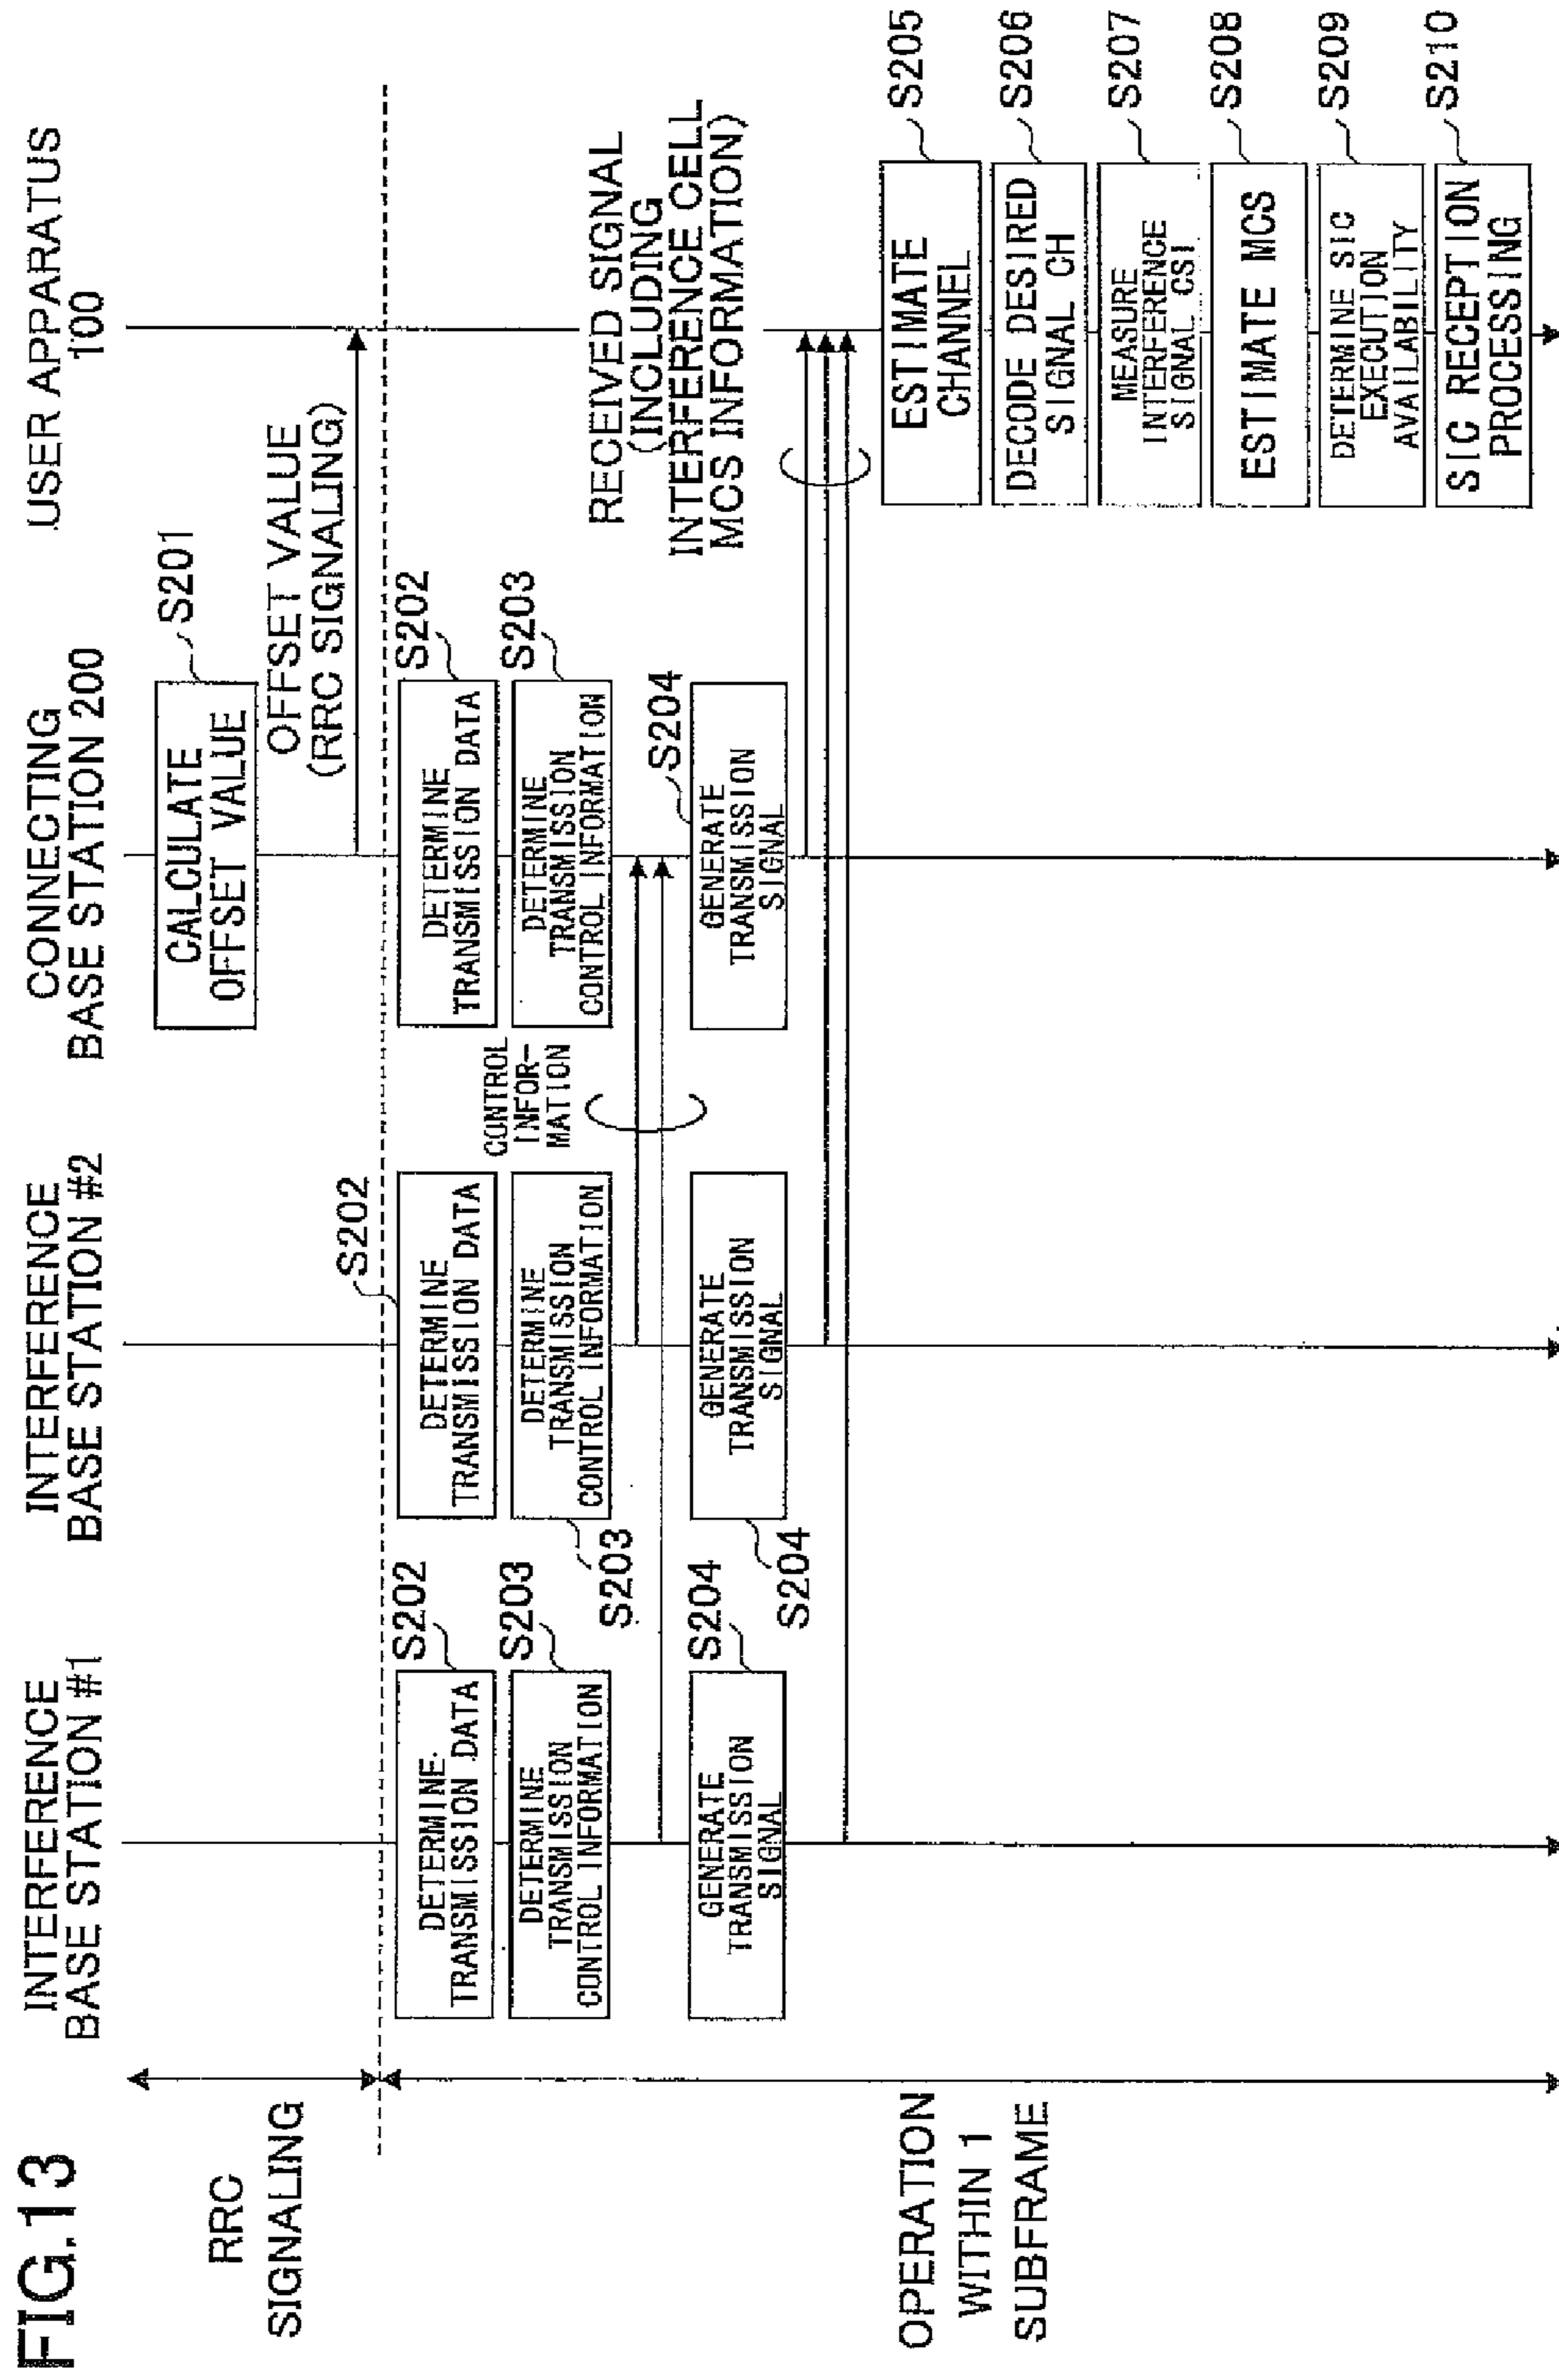 FIG.13
INTERFERENCE
BASE STATION #1
INTERFERENCE
BASE STATION #2
CONNECTING
BASE STATION 200
USER APPARATUS
100
RRC
SIGNALING
CALCULATE
OFFSET VALUE
S201
OFFSET VALUE
(RRC SIGNALING)
OPERATION
WITHIN 1
SUBFRAME
DETERMINE
TRANSMISSION DATA
S202
DETERMINE
TRANSMISSION DATA
S202
DETERMINE
TRANSMISSION DATA
S202
DETERMINE
TRANSMISSION
CONTROL INFORMATION
S203
DETERMINE
TRANSMISSION
CONTROL INFORMATION
S203
DETERMINE
TRANSMISSION
CONTROL INFORMATION
S203
CONTROL
INFOR-
MATION
GENERATE
TRANSMISSION
SIGNAL
S204
GENERATE
TRANSMISSION
SIGNAL
S204
GENERATE
TRANSMISSION
SIGNAL
S204
RECEIVED SIGNAL
(INCLUDING
INTERFERENCE CELL
MCS INFORMATION)
ESTIMATE
CHANNEL
S205
DECODE DESIRED
SIGNAL CH
S206
MEASURE
INTERFERENCE
SIGNAL CSI
S207
ESTIMATE MCS
S208
DETERMINE SIC
EXECUTION
AVAILABILITY
S209
SIC RECEPTION
PROCESSING
S210